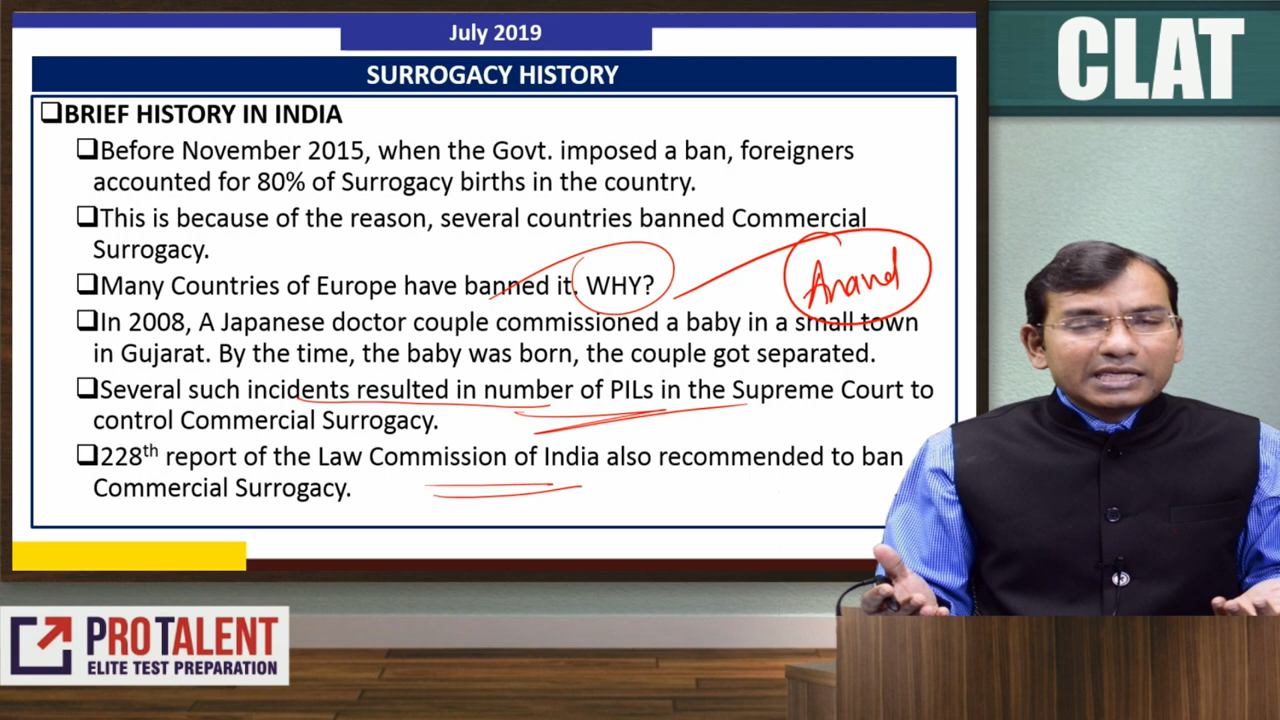 July 2019
CLAT
SURROGACY HISTORY
❑BRIEF HISTORY IN INDIA
❑Before November 2015, when the Govt. imposed a ban, foreigners
accounted for 80% of Surrogacy births in the country.
❑This is because of the reason, several countries banned Commercial
Surrogacy.
❑Many Countries of Europe have banned it. WHY?
Anand
❑In 2008, A Japanese doctor couple commissioned a baby in a small town
in Gujarat. By the time, the baby was born, the couple got separated.
❑Several such incidents resulted in number of PILs in the Supreme Court to
control Commercial Surrogacy.
❑228th report of the Law Commission of India also recommended to ban
Commercial Surrogacy.
PROTALENT
ELITE TEST PREPARATION